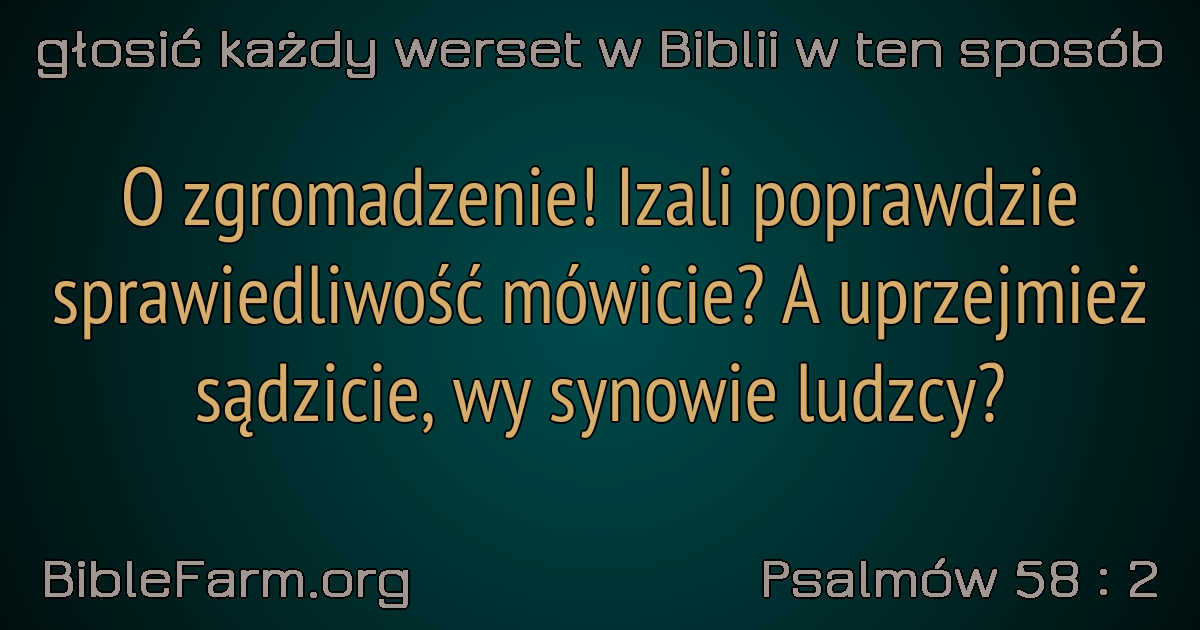 głosić każdy werset w Biblii w ten sposób
O zgromadzenie! Izali poprawdzie
sprawiedliwość mówicie? A uprzejmież
sądzicie, wy synowie ludzcy?
BibleFarm.org
Psalmów 58 : 2